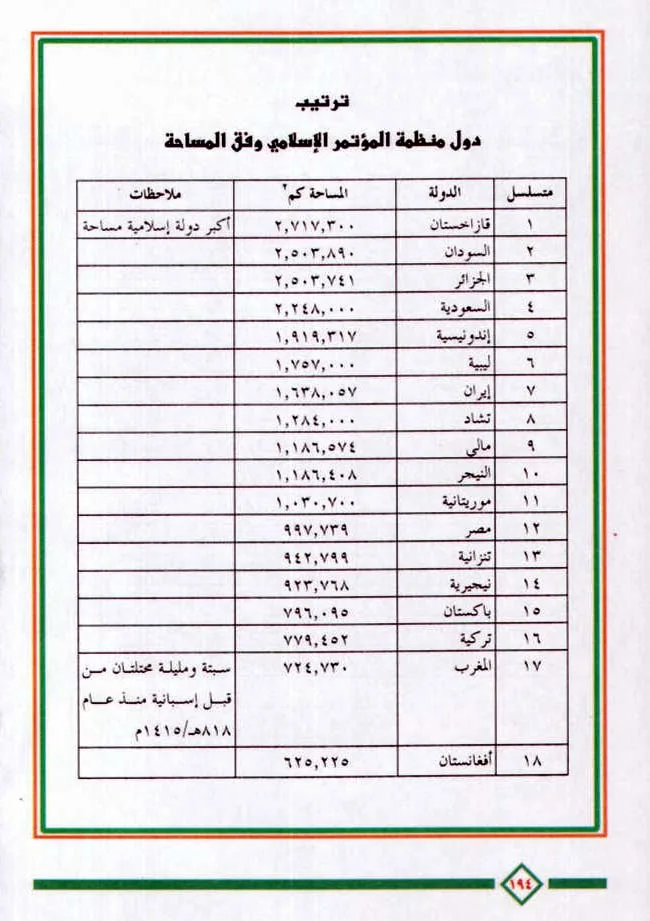 ترتيب
دول منظمة المؤتمر الإسلامي وفق المساحة
متسلسل الدولة المساحة كم٢ ملاحظات
١ قازاخستان ٢,٧١٧,٣٠٠ أكبر دولة إسلامية مساحة
٢ السودان ٢,٥٠٣,٨٩٠
٣ الجزائر ٢,٥٠٣,٧٤١
٤ السعودية ٢,٢٤٨,٠٠٠
٥ إندونيسية ١,٩١٩,٣١٧
٦ ليبية ١,٧٥٧,٠٠٠
٧ إيران ١,٦٣٨,٠٥٧
٨ تشاد ١,٢٨٤,٠٠٠
٩ مالي ١,١٨٦,٥٧٤
١٠ النيجر ١,١٨٦,٤٠٨
١١ موريتانية ١,٠٣٠,٧٠٠
١٢ مصر ٩٩٧,٧٣٩
١٣ تنزانية ٩٤٢,٧٩٩
١٤ نيجيرية ٩٢٣,٧٦٨
١٥ باكستان ٧٩٦,٠٩٥
١٦ تركية ٧٧٩,٤٥٢
١٧ المغرب ٧٢٤,٧٣٠ سبتة ومليلة محتلتان من
قبل إسبانية منذ عام
٨١٨هـ/١٤١٥م
١٨ أفغانستان ٦٢٥,٢٢٥
١٩٤